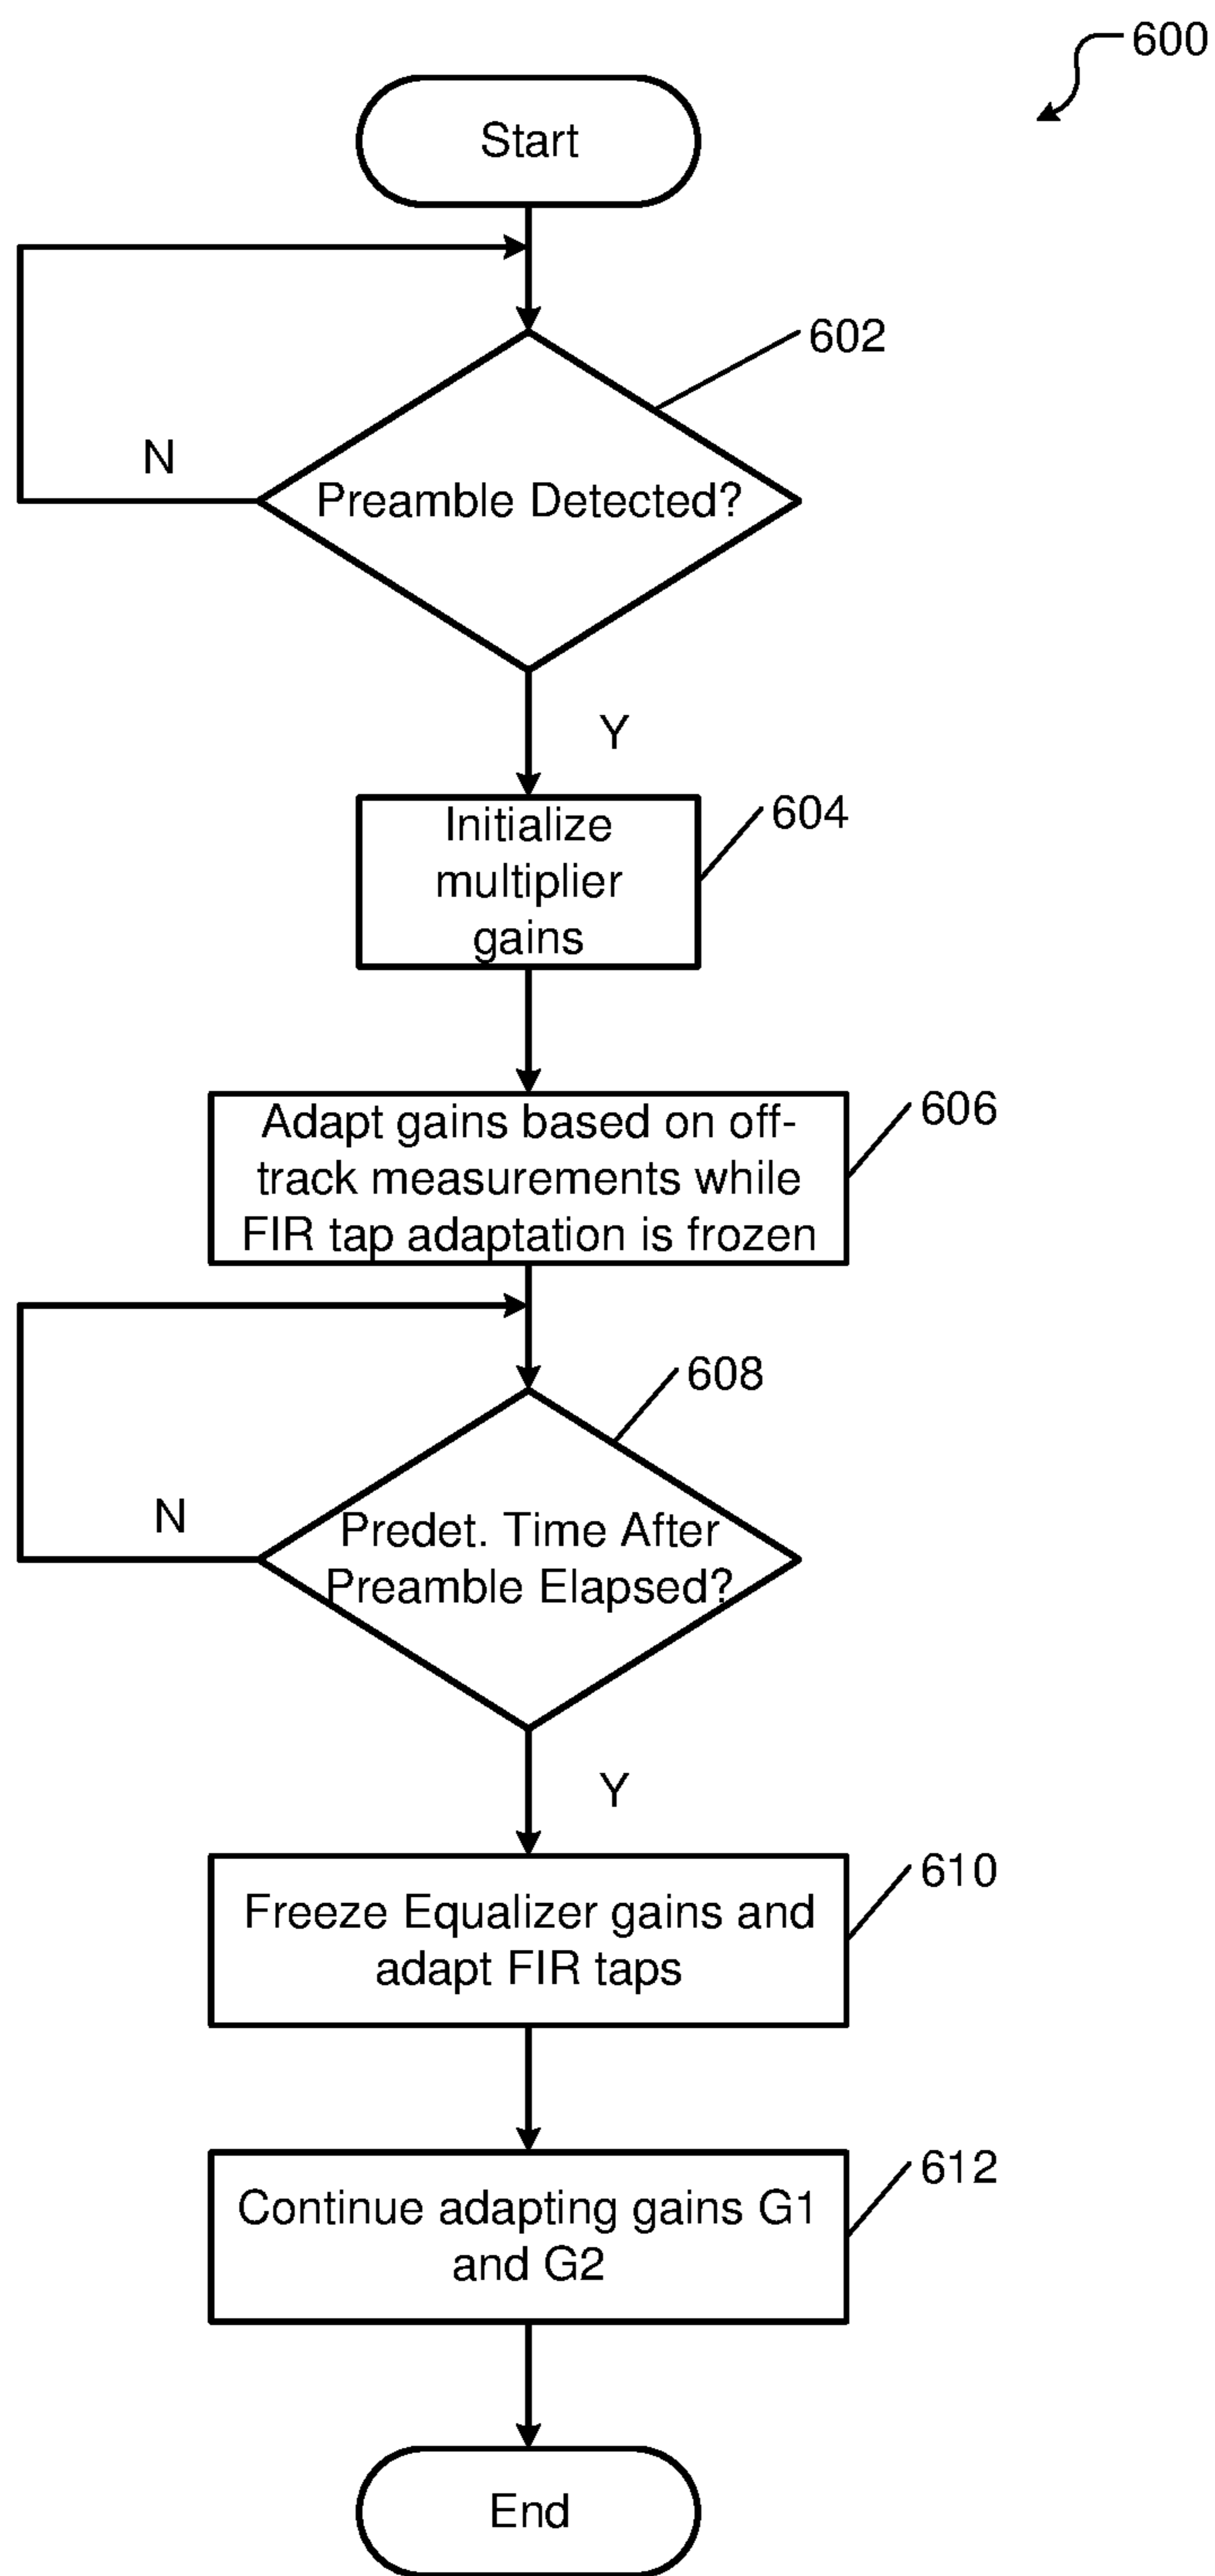 600
Start
602
N
Preamble Detected?
Y
604
Initialize
multiplier
gains
606
Adapt gains based on off-
track measurements while
FIR tap adaptation is frozen
608
N
Predet. Time After
Preamble Elapsed?
Y
610
Freeze Equalizer gains and
adapt FIR taps
612
Continue adapting gains G1
and G2
End